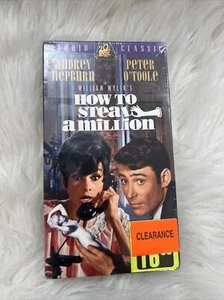 STUDIO CLASSICS
AUDREY PETER
HEPBURN O'TOOLE
WILLIAM WYLER'S
HOW TO
STEAL
A MILLION
CLEARANCE